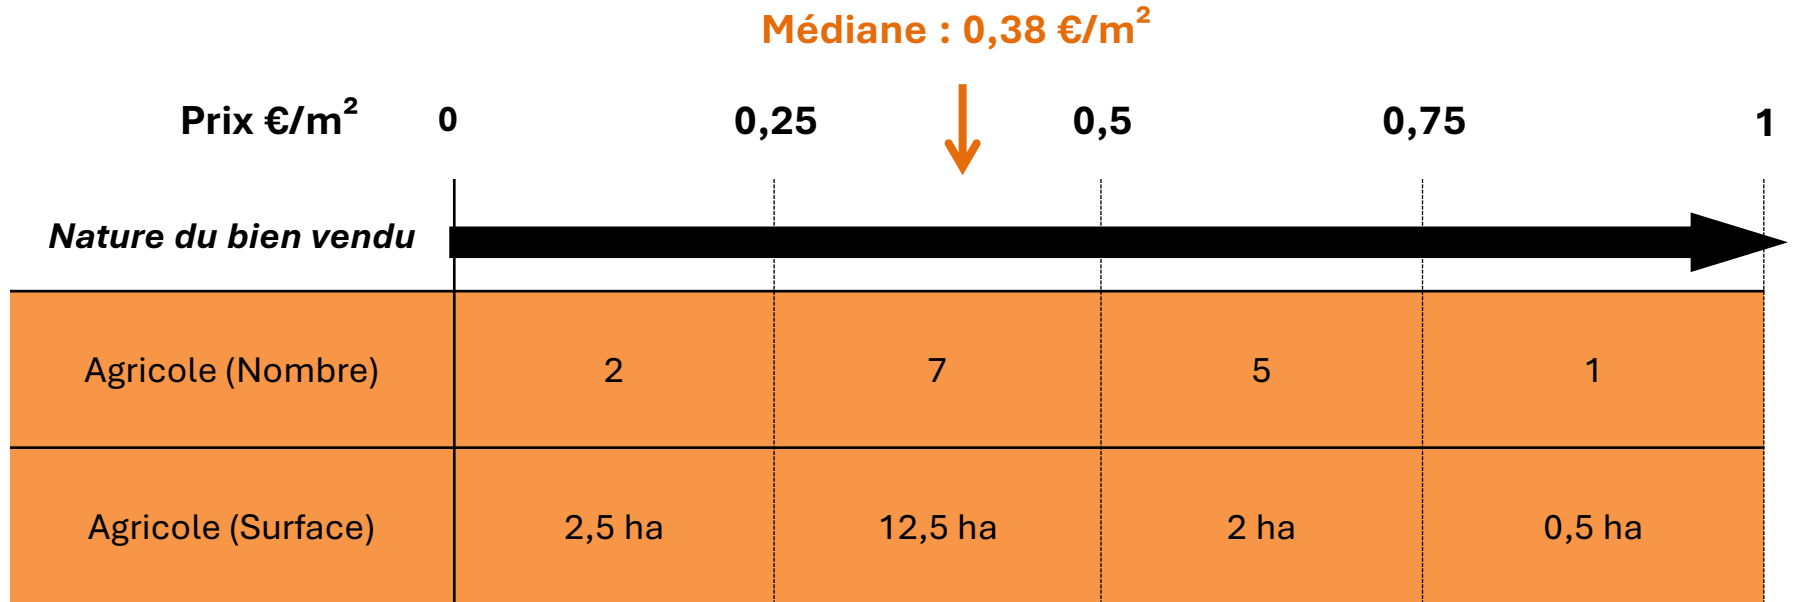 Médiane : 0,38 €/m²
Prix €/m² 0 0,25 0,5 0,75 1
Nature du bien vendu
Agricole (Nombre) 2 7 5 1
Agricole (Surface) 2,5 ha 12,5 ha 2 ha 0,5 ha